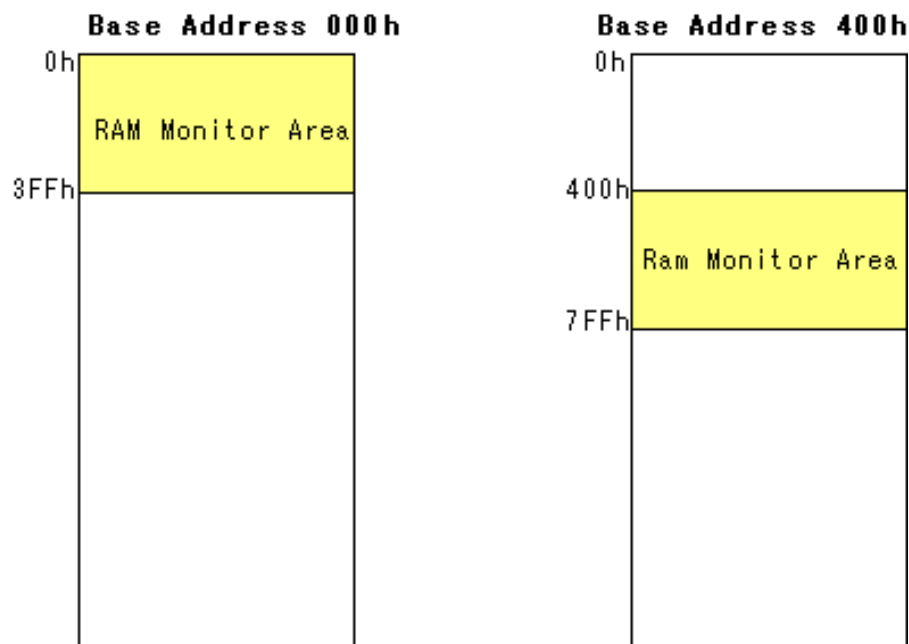 Base Address 000h
0h
RAM Monitor Area
3FFh
Base Address 400h
0h
400h
Ram Monitor Area
7FFh